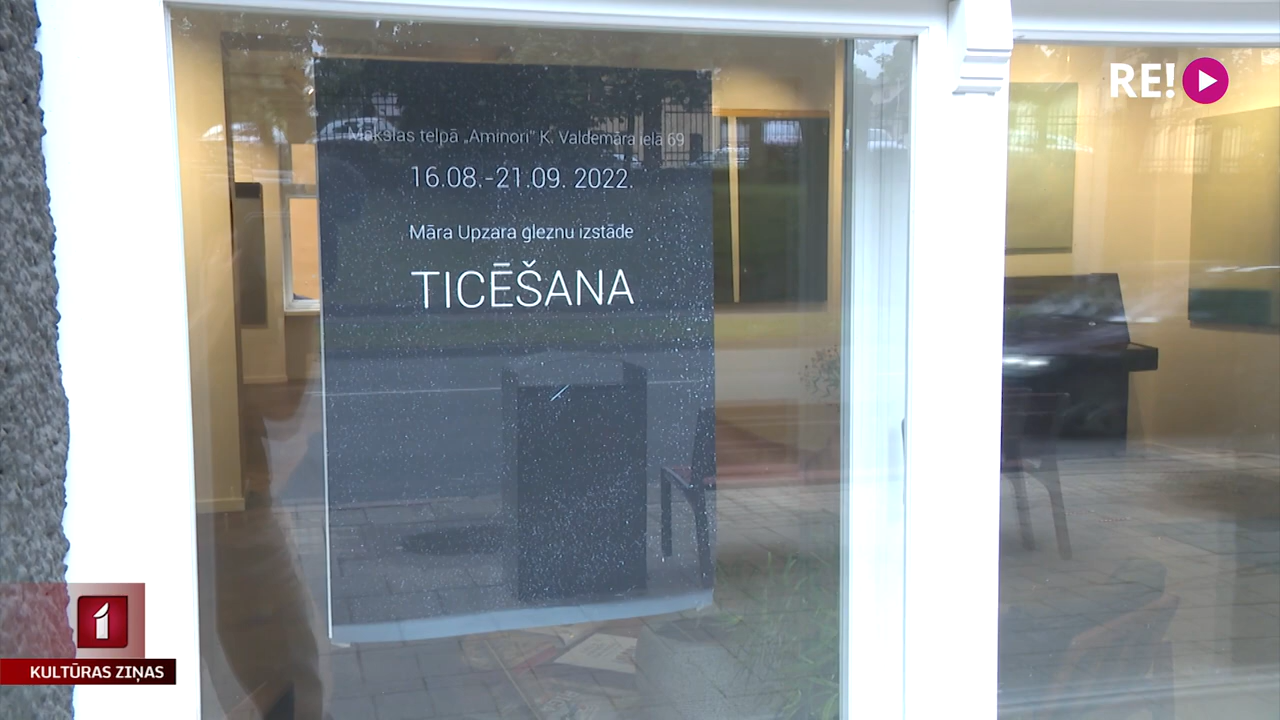 RE!
Mākslas telpā „Aminori" K. Valdemāra ielā 69
16.08.-21.09. 2022.
Māra Upzara gleznu izstāde
TICĒŠANA
1
KULTŪRAS ZIŅAS